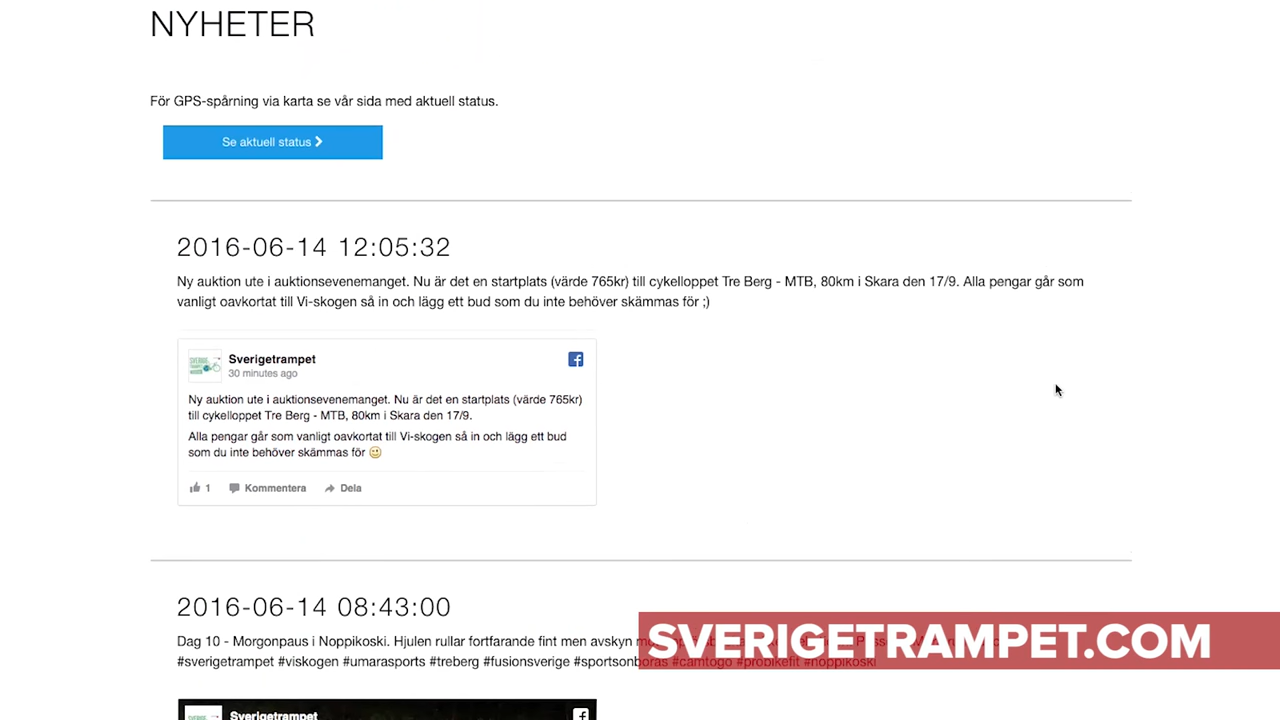 NYHETER
För GPS-spårning via karta se vår sida med aktuell status.
Se aktuell status
2016-06-14 12:05:32
Ny auktion ute i auktionsevenemanget. Nu är det en startplats (värde 765kr) till cykelloppet Tre Berg - MTB, 80km i Skara den 17/9. Alla pengar går som
vanligt oavkortat till Vi-skogen så in och lägg ett bud som du inte behöver skämmas för ;)
Sverigetrampet
30 minutes ago
Ny auktion ute i auktionsevenemanget. Nu är det en startplats (värde 765kr)
till cykelloppet Tre Berg - MTB, 80km i Skara den 17/9.
Alla pengar går som vanligt oavkortat till Vi-skogen så in och lägg ett bud
som du inte behöver skämmas för
1 Kommentera Dela
2016-06-14 08:43:00
Dag 10 - Morgonpaus i Noppikoski. Hjulen rullar fortfarande fint men avskyn
#sverigetrampet #viskogen #umarasports #treberg #fusionsverige #sportsonboras #camtogo #probikefit #noppikoski
SVERIGETRAMPET.COM
Sverigetrampet